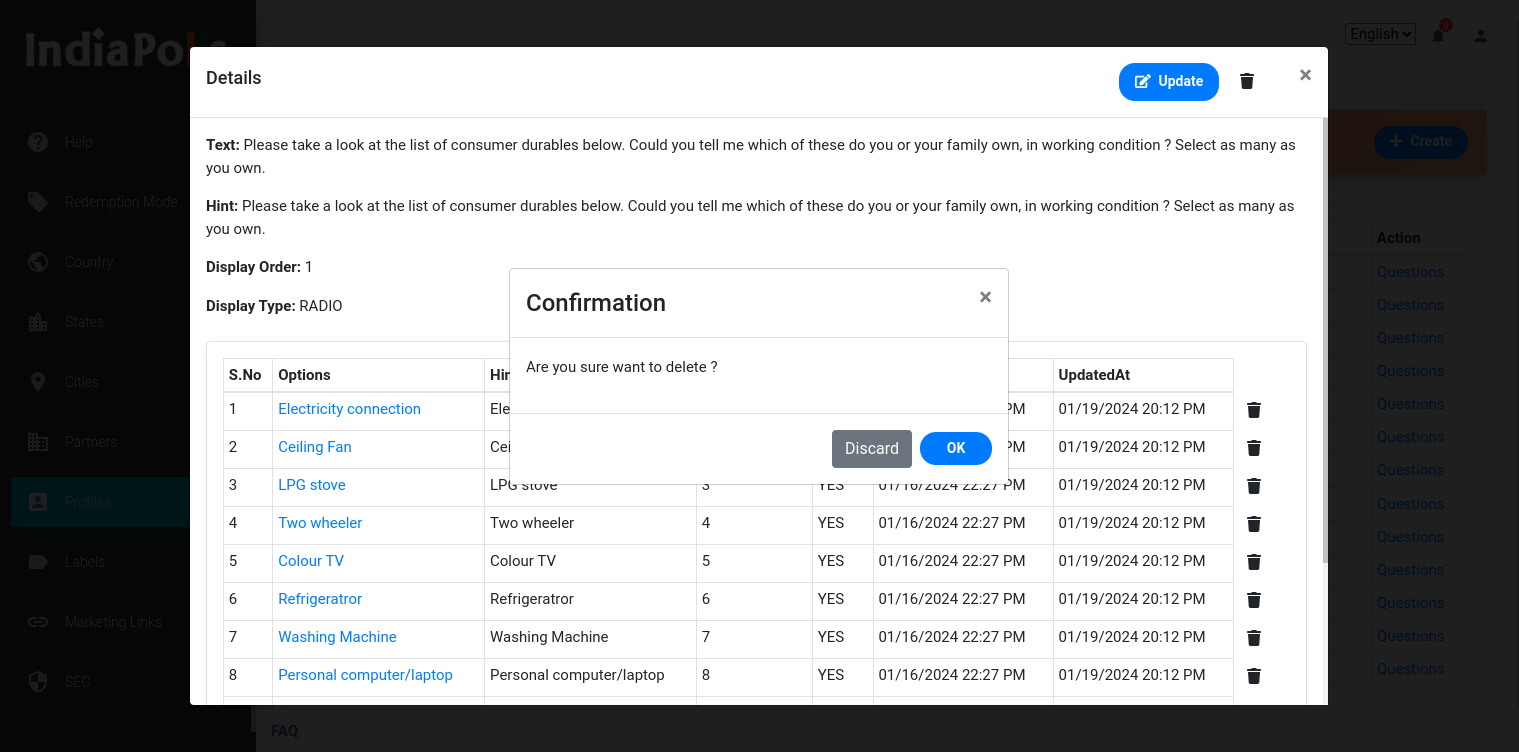 IndiaPolls
English
0
Details
Update
×
Text: Please take a look at the list of consumer durables below. Could you tell me which of these do you or your family own, in working condition ? Select as many as
you own.
Hint: Please take a look at the list of consumer durables below. Could you tell me which of these do you or your family own, in working condition ? Select as many as
you own.
Display Order: 1
Display Type: RADIO
Confirmation
×
Are you sure want to delete ?
Discard
OK
S.No Options Hin UpdatedAt
1 Electricity connection Ele PM 01/19/2024 20:12 PM
2 Ceiling Fan Cei PM 01/19/2024 20:12 PM
3 LPG stove LPG stove 3 YES 01/16/2024 22:27 PM 01/19/2024 20:12 PM
4 Two wheeler Two wheeler 4 YES 01/16/2024 22:27 PM 01/19/2024 20:12 PM
5 Colour TV Colour TV 5 YES 01/16/2024 22:27 PM 01/19/2024 20:12 PM
6 Refrigeratror Refrigeratror 6 YES 01/16/2024 22:27 PM 01/19/2024 20:12 PM
7 Washing Machine Washing Machine 7 YES 01/16/2024 22:27 PM 01/19/2024 20:12 PM
8 Personal computer/laptop Personal computer/laptop 8 YES 01/16/2024 22:27 PM 01/19/2024 20:12 PM
Help
Redemption Mode
Country
States
Cities
Partners
Profiles
Labels
Marketing Links
SEC
+ Create
Action
Questions
Questions
Questions
Questions
Questions
Questions
Questions
Questions
Questions
Questions
Questions
Questions
Questions
FAQ